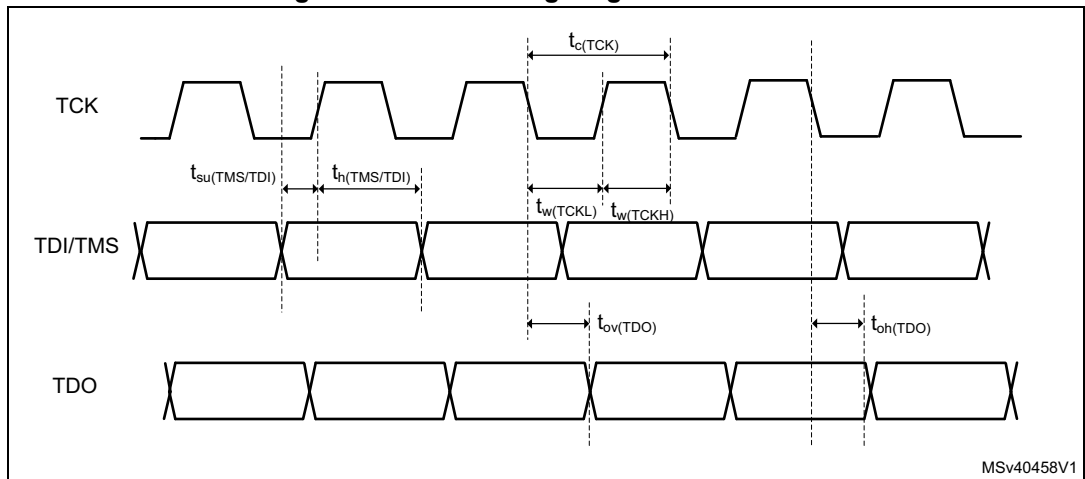 tc(TCK)
TCK
tsu(TMS/TDI) th(TMS/TDI)
tw(TCKL) tw(TCKH)
TDI/TMS
tov(TDO) toh(TDO)
TDO
MSv40458V1